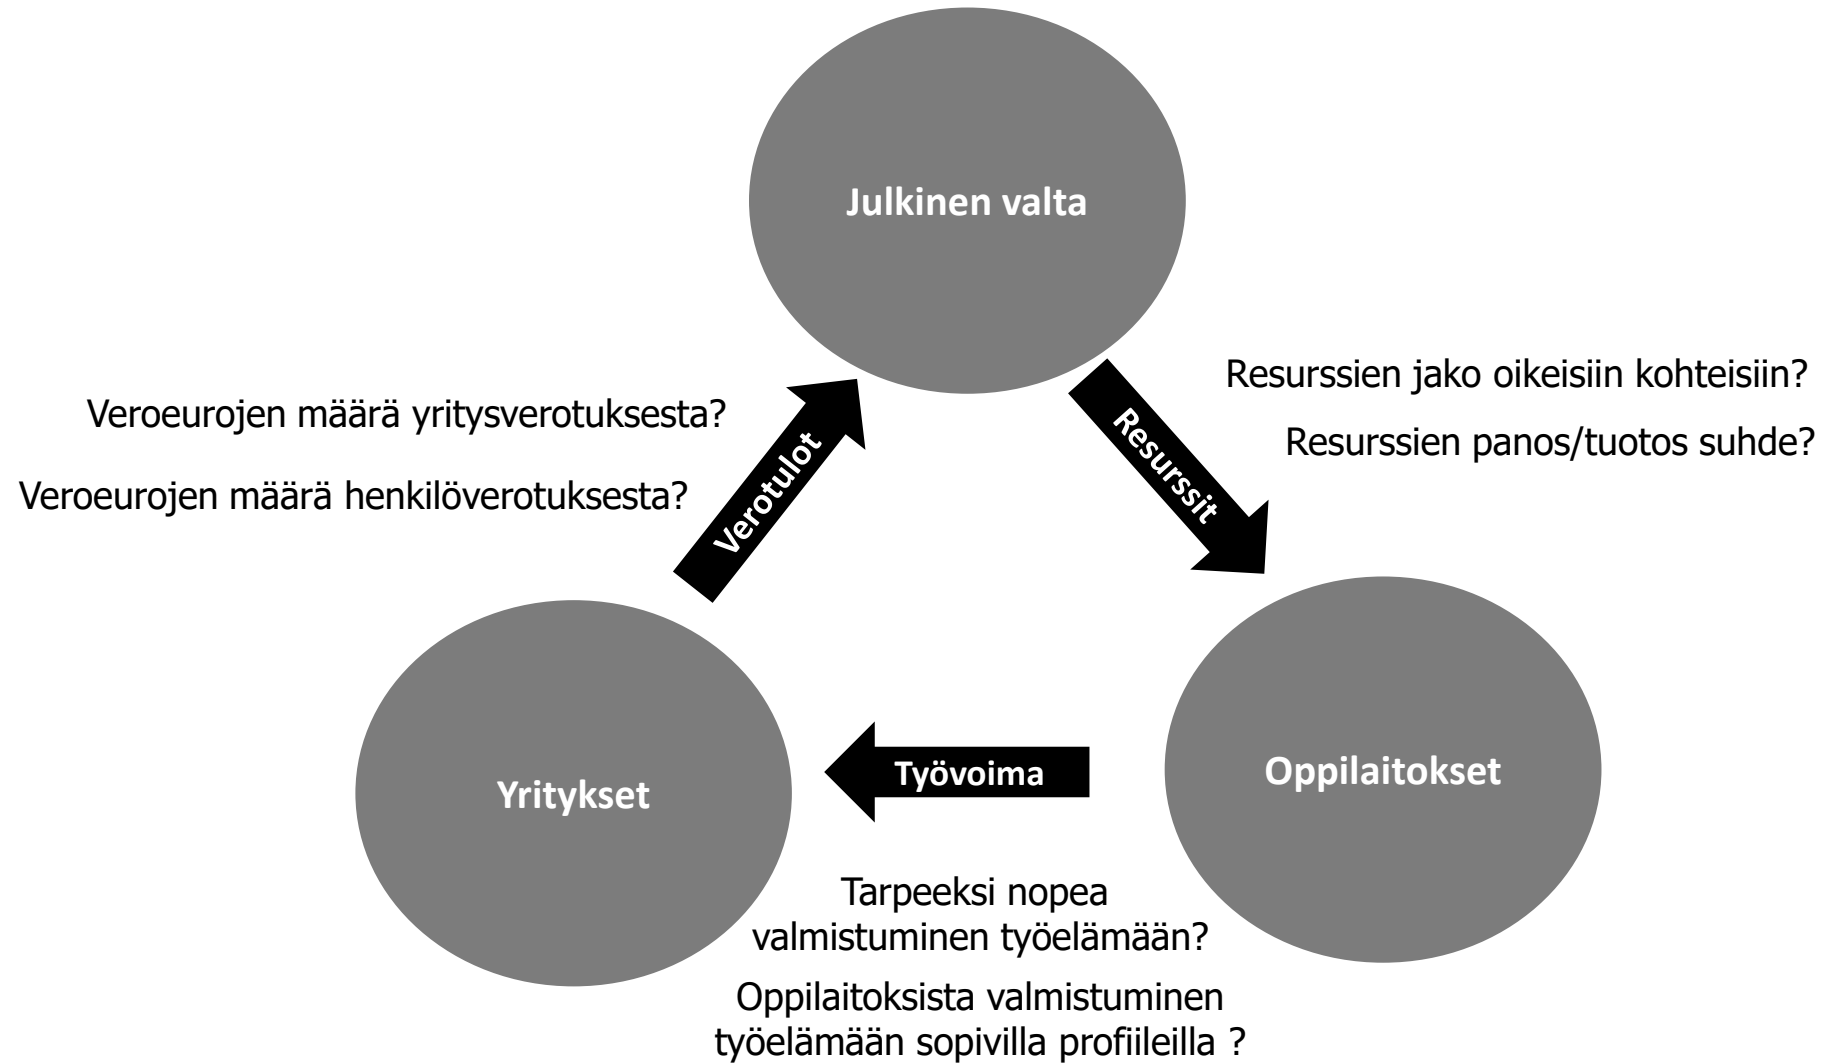 Julkinen valta
Resurssien jako oikeisiin kohteisiin?
Veroeurojen määrä yritysverotuksesta?
Resurssien panos/tuotos suhde?
Veroeurojen määrä henkilöverotuksesta?
Verotulot
Resurssit
Yritykset
Työvoima
Oppilaitokset
Tarpeeksi nopea
valmistuminen työelämään?
Oppilaitoksista valmistuminen
työelämään sopivilla profiileilla ?